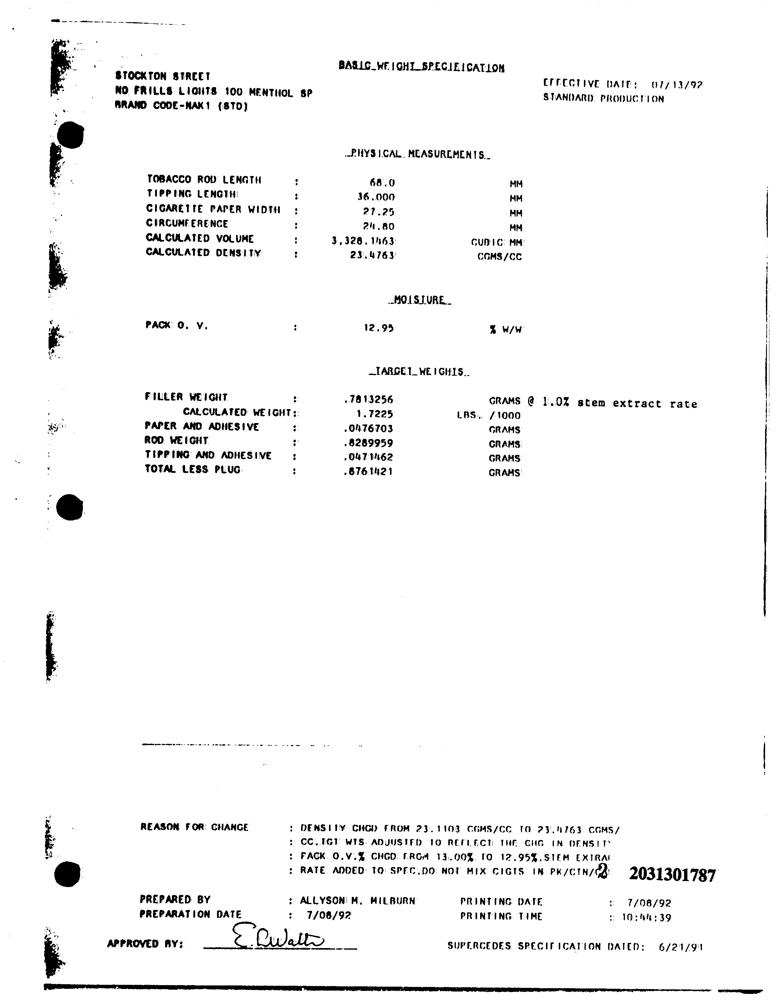 BASIC WEIGHT SPECIFICATION
STOCKTON STREET
NO FRILLS LIGHTS 100 MENTHOL SP
BRAND CODE-NAK1 (STD)
EFFECTIVE DATE: 07/13/92
STANDARD PRODUCTION
PHYSICAL MEASUREMENTS
TOBACCO ROD LENGTH : 68.0 MM
TIPPING LENGTH : 36.000 MM
CIGARETTE PAPER WIDTH : 27.25 MM
CIRCUMFERENCE : 24.80 MM
CALCULATED VOLUME : 3,328.1463 CUBIC MM
CALCULATED DENSITY : 23.4763 CGMS/CC
MOISTURE
PACK O. V. : 12.95 % W/W
TARGET WEIGHTS
FILLER WEIGHT : .7813256 GRAMS @ 1.0% stem extract rate
CALCULATED WEIGHT: 1.7225 LBS. /1000
PAPER AND ADHESIVE : .0476703 GRAMS
ROD WEIGHT : .8289959 GRAMS
TIPPING AND ADHESIVE : .0471462 GRAMS
TOTAL LESS PLUG : .8761421 GRAMS
REASON FOR CHANGE : DENSITY CHGD FROM 23.1103 CGMS/CC TO 23.4763 CGMS/
: CC.TGT WTS ADJUSTED TO REFLECT THE CHG IN DENSITY
: PACK O.V.% CHGD FROM 13.00% TO 12.95%.STEM EXTRA
: RATE ADDED TO SPEC.DO NOT MIX CIGTS IN PK/CTN/C
2 2031301787
PREPARED BY : ALLYSON M. MILBURN PRINTING DATE : 7/08/92
PREPARATION DATE : 7/08/92 PRINTING TIME : 10:44:39
APPROVED BY:
SUPERCEDES SPECIFICATION DATED: 6/21/91